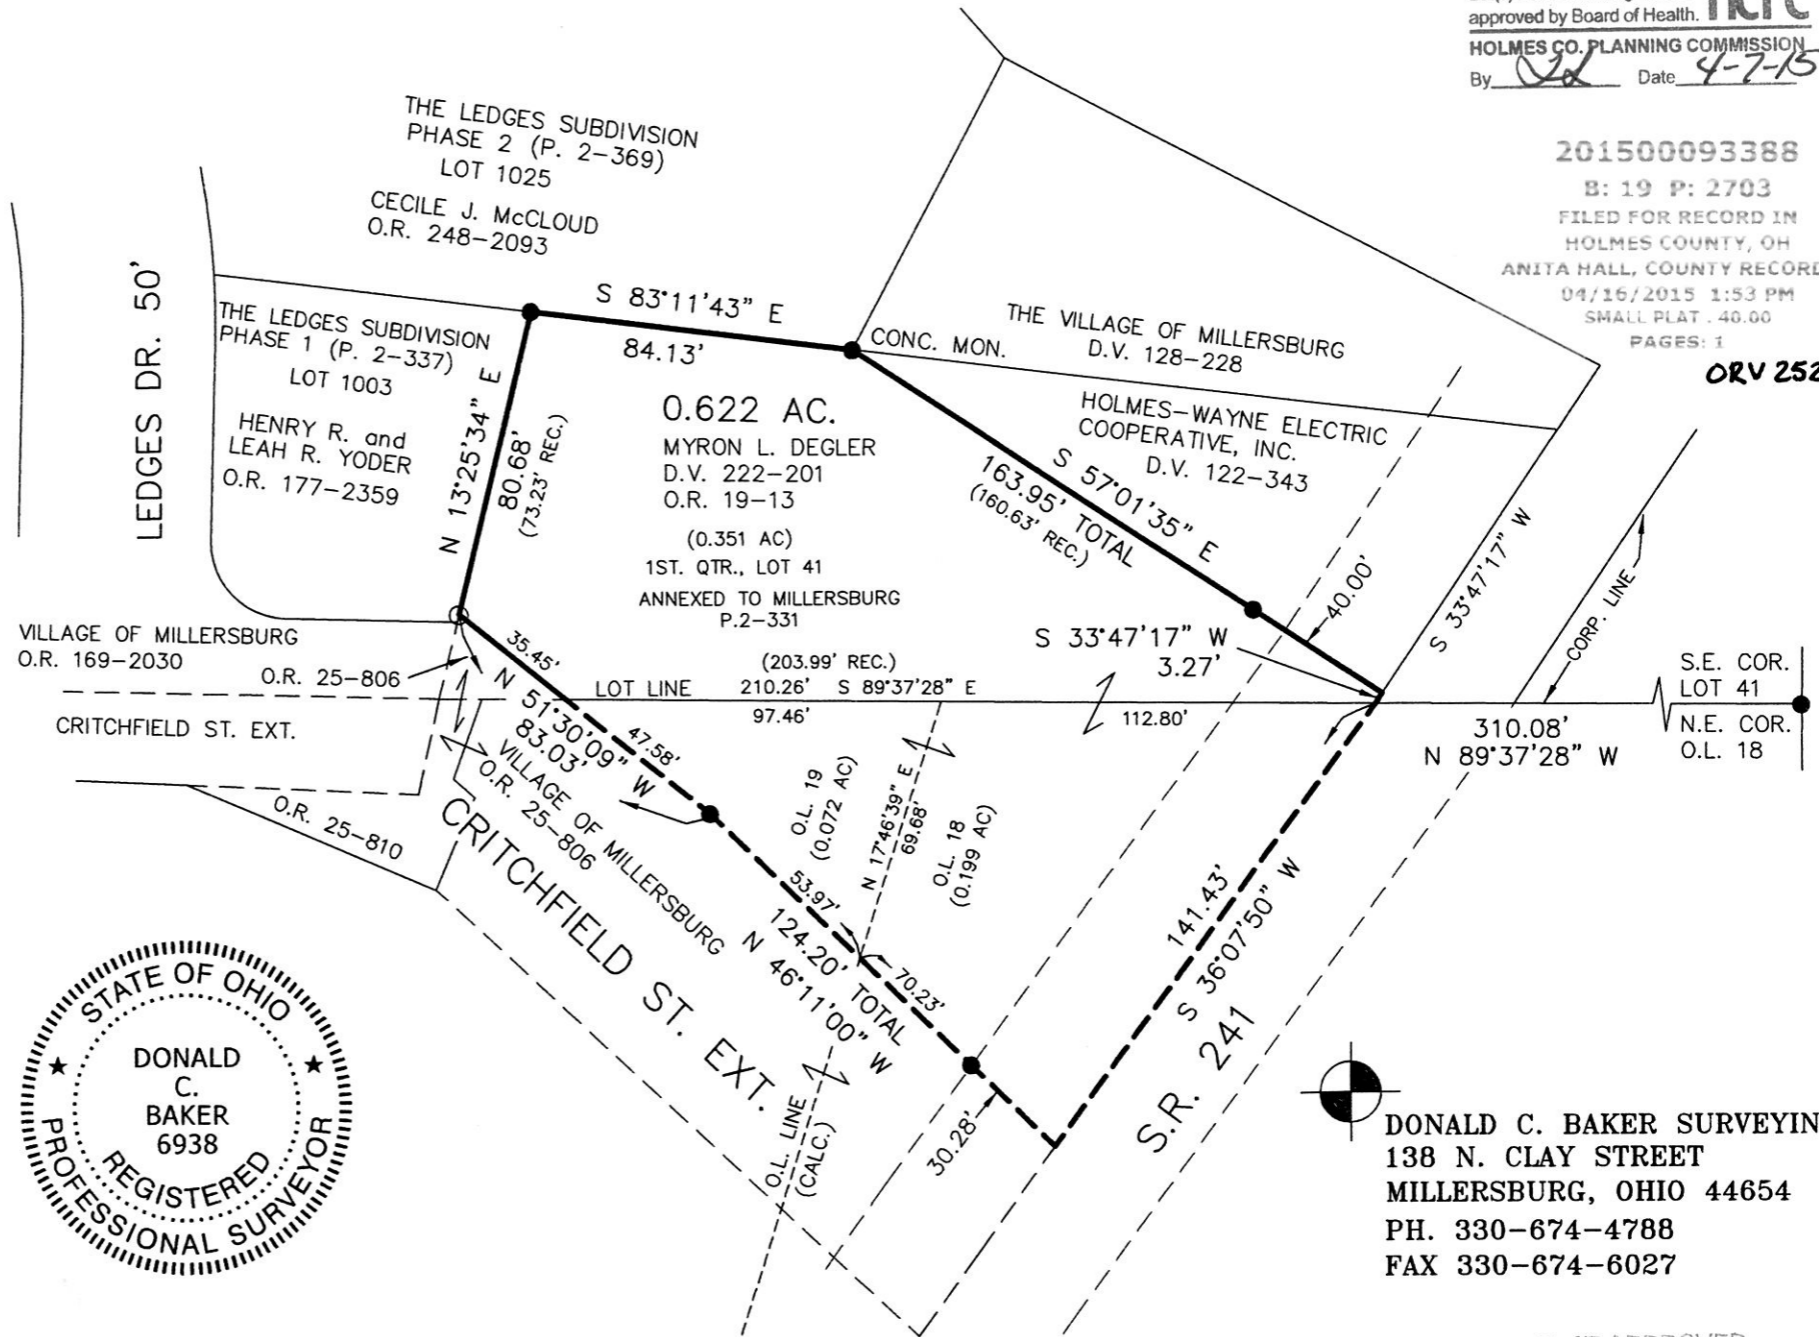 approved by Board of Health.
HOLMES CO. PLANNING COMMISSION
By Date 4-7-15
201500093388
B: 19 P: 2703
FILED FOR RECORD IN
HOLMES COUNTY, OH
ANITA HALL, COUNTY RECORD
04/16/2015 1:53 PM
SMALL PLAT . 40.00
PAGES: 1
ORV 252
THE LEDGES SUBDIVISION
PHASE 2 (P. 2-369)
LOT 1025
CECILE J. McCLOUD
O.R. 248-2093
LEDGES DR. 50'
THE LEDGES SUBDIVISION
PHASE 1 (P. 2-337)
LOT 1003
HENRY R. and
LEAH R. YODER
O.R. 177-2359
N 13°25'34" E
80.68'
(73.23' REC.)
S 83°11'43" E
84.13'
CONC. MON.
THE VILLAGE OF MILLERSBURG
D.V. 128-228
HOLMES-WAYNE ELECTRIC
COOPERATIVE, INC.
D.V. 122-343
0.622 AC.
MYRON L. DEGLER
D.V. 222-201
O.R. 19-13
(0.351 AC)
1ST. QTR., LOT 41
ANNEXED TO MILLERSBURG
P.2-331
S 57°01'35" E
163.95' TOTAL
(160.63' REC.)
40.00'
S 33°47'17" W
CORP. LINE
S 33°47'17" W
3.27'
VILLAGE OF MILLERSBURG
O.R. 169-2030
O.R. 25-806
CRITCHFIELD ST. EXT.
O.R. 25-810
35.45'
LOT LINE
(203.99' REC.)
210.26' S 89°37'28" E
97.46'
112.80'
310.08'
N 89°37'28" W
S.E. COR.
LOT 41
N.E. COR.
O.L. 18
N 51°30'09" W
83.03'
47.58'
VILLAGE OF MILLERSBURG
O.R. 25-806
CRITCHFIELD ST. EXT.
O.L. 19
(0.072 AC)
N 17°46'39" E
69.68'
O.L. 18
(0.199 AC)
53.97'
124.20' TOTAL
N 46°11'00" W
70.23'
30.28'
O.L. LINE
(CALC.)
141.43'
S 36°07'50" W
S.R. 241
STATE OF OHIO
DONALD
C.
BAKER
6938
REGISTERED
PROFESSIONAL SURVEYOR
DONALD C. BAKER SURVEYIN
138 N. CLAY STREET
MILLERSBURG, OHIO 44654
PH. 330-674-4788
FAX 330-674-6027